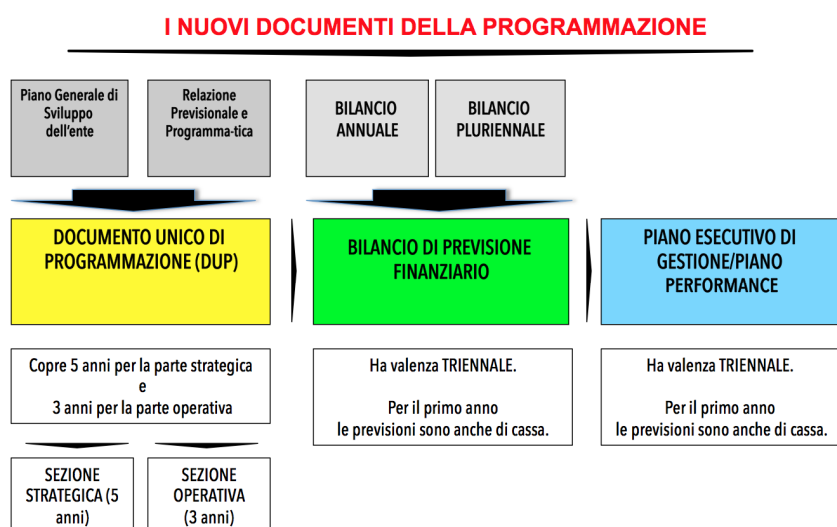 I NUOVI DOCUMENTI DELLA PROGRAMMAZIONE
Piano Generale di
Sviluppo
dell'ente
Relazione
Previsionale e
Programma-tica
BILANCIO
ANNUALE
BILANCIO
PLURIENNALE
DOCUMENTO UNICO DI
PROGRAMMAZIONE (DUP)
BILANCIO DI PREVISIONE
FINANZIARIO
PIANO ESECUTIVO DI
GESTIONE/PIANO
PERFORMANCE
Copre 5 anni per la parte strategica
e
3 anni per la parte operativa
Ha valenza TRIENNALE.
Per il primo anno
le previsioni sono anche di cassa.
Ha valenza TRIENNALE.
Per il primo anno
le previsioni sono anche di cassa.
SEZIONE
STRATEGICA (5
anni)
SEZIONE
OPERATIVA
(3 anni)